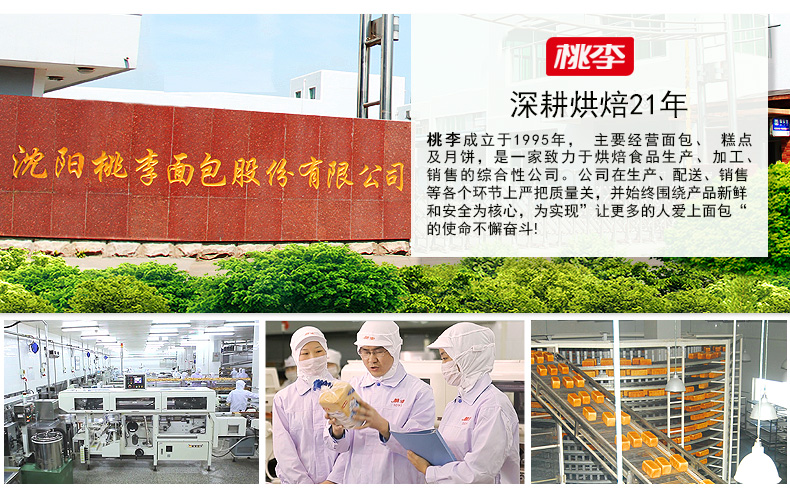 桃李
深耕烘焙21年
桃李成立于1995年， 主要经营面包、 糕点
及月饼，是一家致力于烘焙食品生产、加工、
销售的综合性公司。公司在生产、配送、销售
等各个环节上严把质量关，并始终围绕产品新鲜
和安全为核心，为实现”让更多的人爱上面包“
的使命不懈奋斗!
沈阳桃李面包股份有限公司